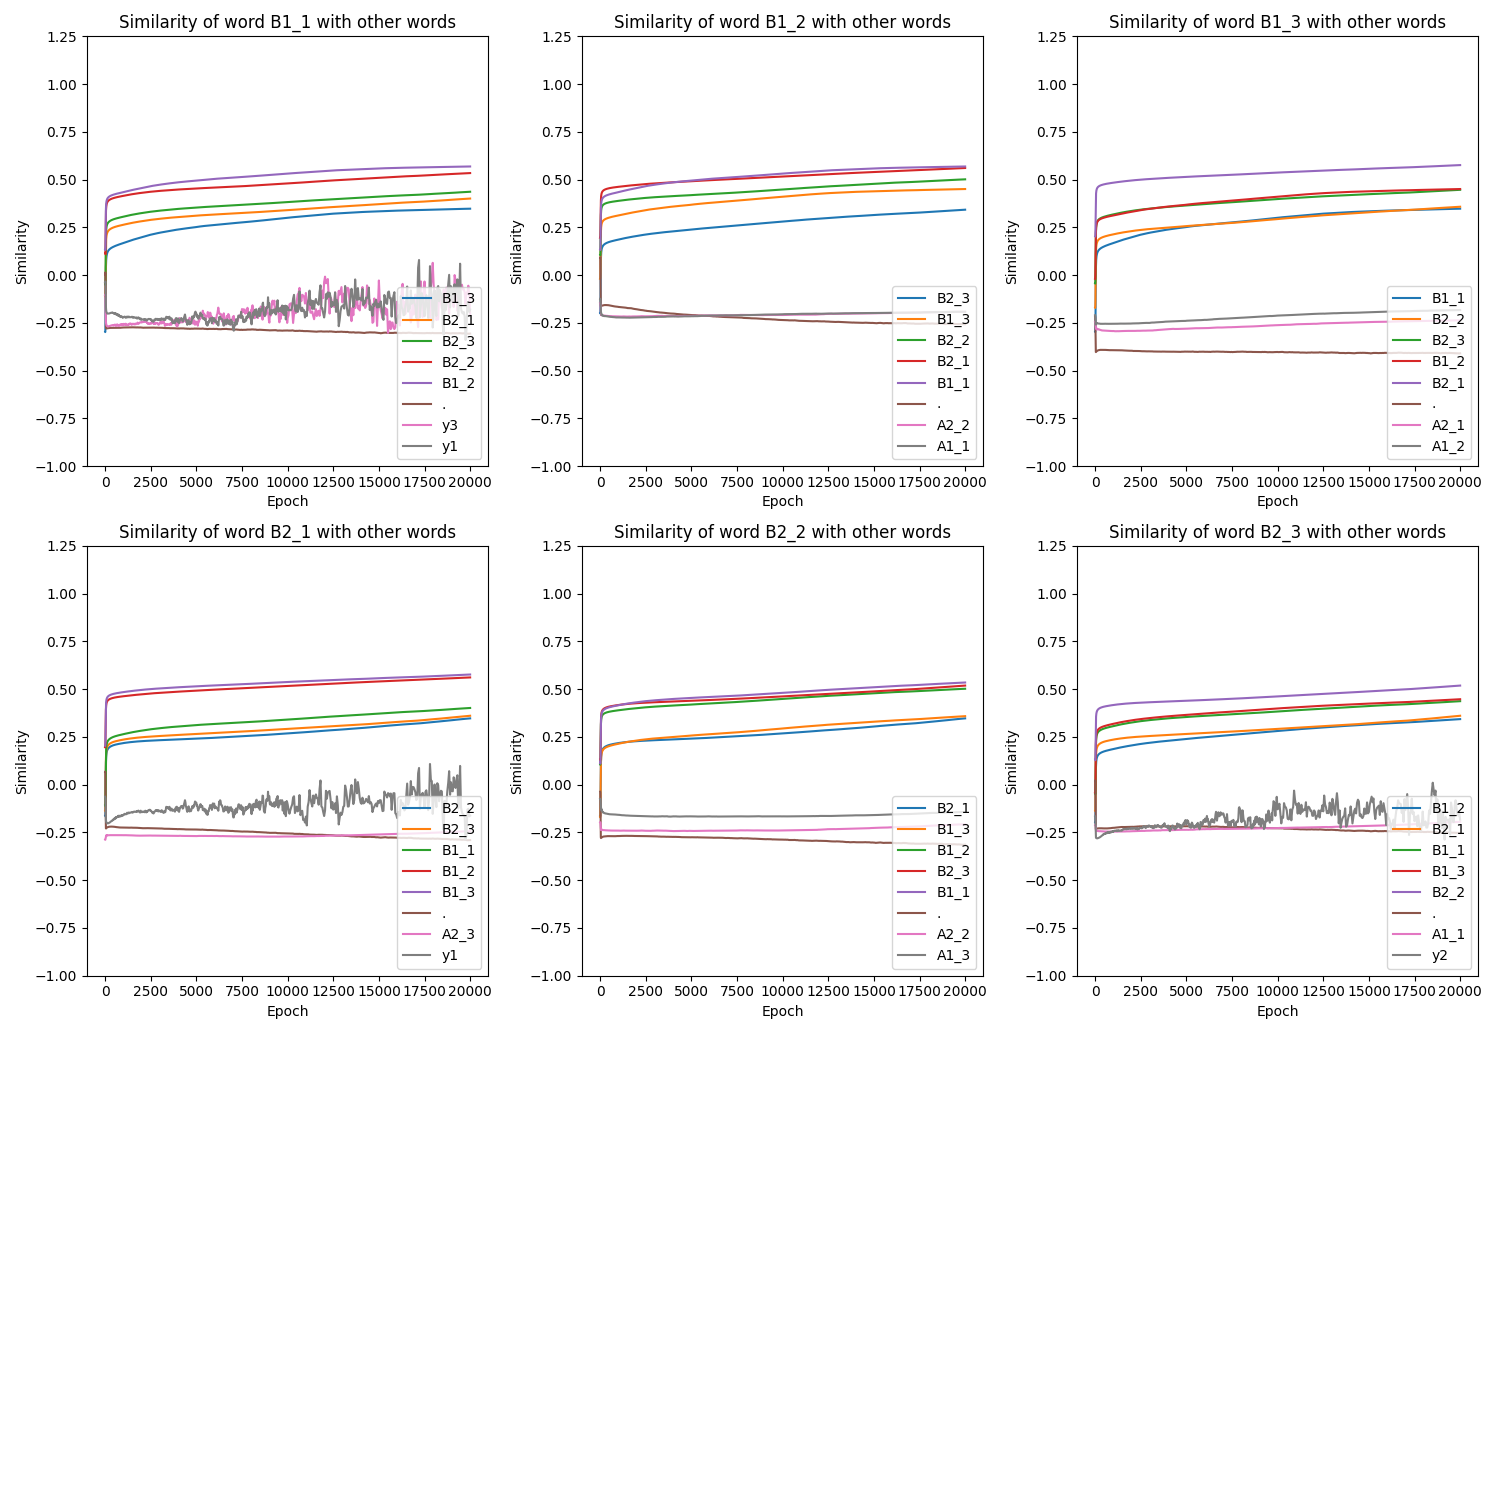 Similarity of word B1_1 with other words
1.25
1.00
0.75
0.50
0.25
0.00
−0.25
−0.50
−0.75
−1.00
Similarity
0 2500 5000 7500 10000 12500 15000 17500 20000
Epoch
B1_3
B2_1
B2_3
B2_2
B1_2
.
y3
y1
Similarity of word B1_2 with other words
1.25
1.00
0.75
0.50
0.25
0.00
−0.25
−0.50
−0.75
−1.00
Similarity
0 2500 5000 7500 10000 12500 15000 17500 20000
Epoch
B2_3
B1_3
B2_2
B2_1
B1_1
.
A2_2
A1_1
Similarity of word B1_3 with other words
1.25
1.00
0.75
0.50
0.25
0.00
−0.25
−0.50
−0.75
−1.00
Similarity
0 2500 5000 7500 10000 12500 15000 17500 20000
Epoch
B1_1
B2_2
B2_3
B1_2
B2_1
.
A2_1
A1_2
Similarity of word B2_1 with other words
1.25
1.00
0.75
0.50
0.25
0.00
−0.25
−0.50
−0.75
−1.00
Similarity
0 2500 5000 7500 10000 12500 15000 17500 20000
Epoch
B2_2
B2_3
B1_1
B1_2
B1_3
.
A2_3
y1
Similarity of word B2_2 with other words
1.25
1.00
0.75
0.50
0.25
0.00
−0.25
−0.50
−0.75
−1.00
Similarity
0 2500 5000 7500 10000 12500 15000 17500 20000
Epoch
B2_1
B1_3
B1_2
B2_3
B1_1
.
A2_2
A1_3
Similarity of word B2_3 with other words
1.25
1.00
0.75
0.50
0.25
0.00
−0.25
−0.50
−0.75
−1.00
Similarity
0 2500 5000 7500 10000 12500 15000 17500 20000
Epoch
B1_2
B2_1
B1_1
B1_3
B2_2
.
A1_1
y2